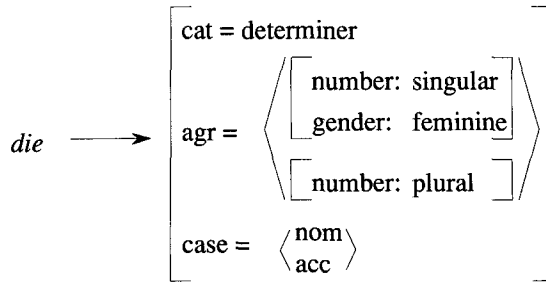 cat = determiner
number: singular
gender: feminine
die
agr =
number: plural
case = nom
acc